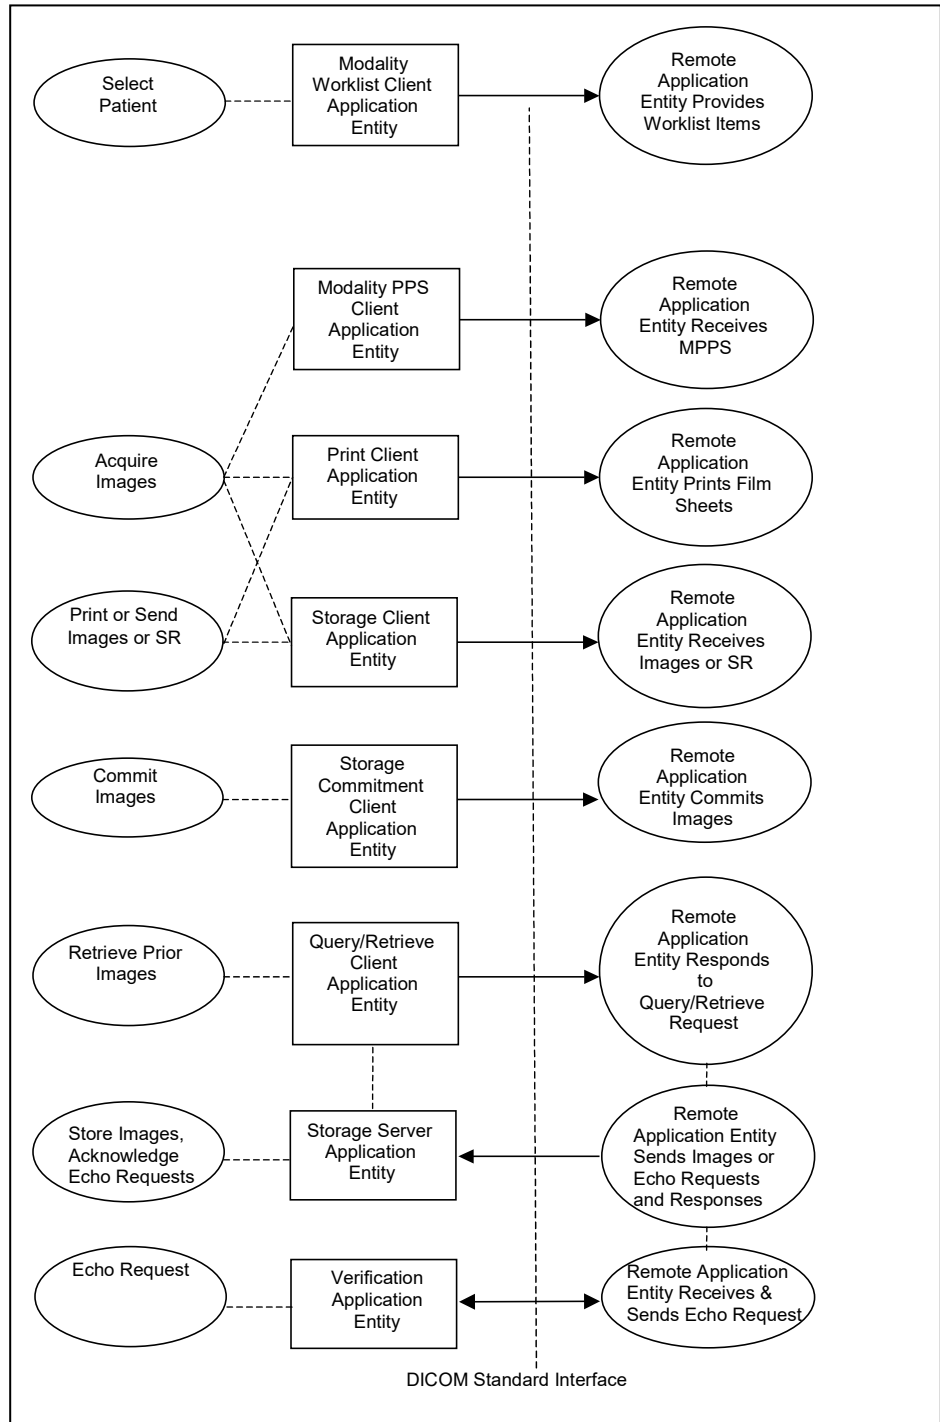 Select
Patient
Modality
Worklist Client
Application
Entity
Remote
Application
Entity Provides
Worklist Items
Modality PPS
Client
Application
Entity
Remote
Application
Entity Receives
MPPS
Acquire
Images
Print Client
Application
Entity
Remote
Application
Entity Prints Film
Sheets
Print or Send
Images or SR
Storage Client
Application
Entity
Remote
Application
Entity Receives
Images or SR
Commit
Images
Storage
Commitment
Client
Application
Entity
Remote
Application
Entity Commits
Images
Retrieve Prior
Images
Query/Retrieve
Client
Application
Entity
Remote
Application
Entity Responds
to
Query/Retrieve
Request
Store Images,
Acknowledge
Echo Requests
Storage Server
Application
Entity
Remote
Application Entity
Sends Images or
Echo Requests
and Responses
Echo Request
Verification
Application
Entity
Remote Application
Entity Receives &
Sends Echo Request
DICOM Standard Interface